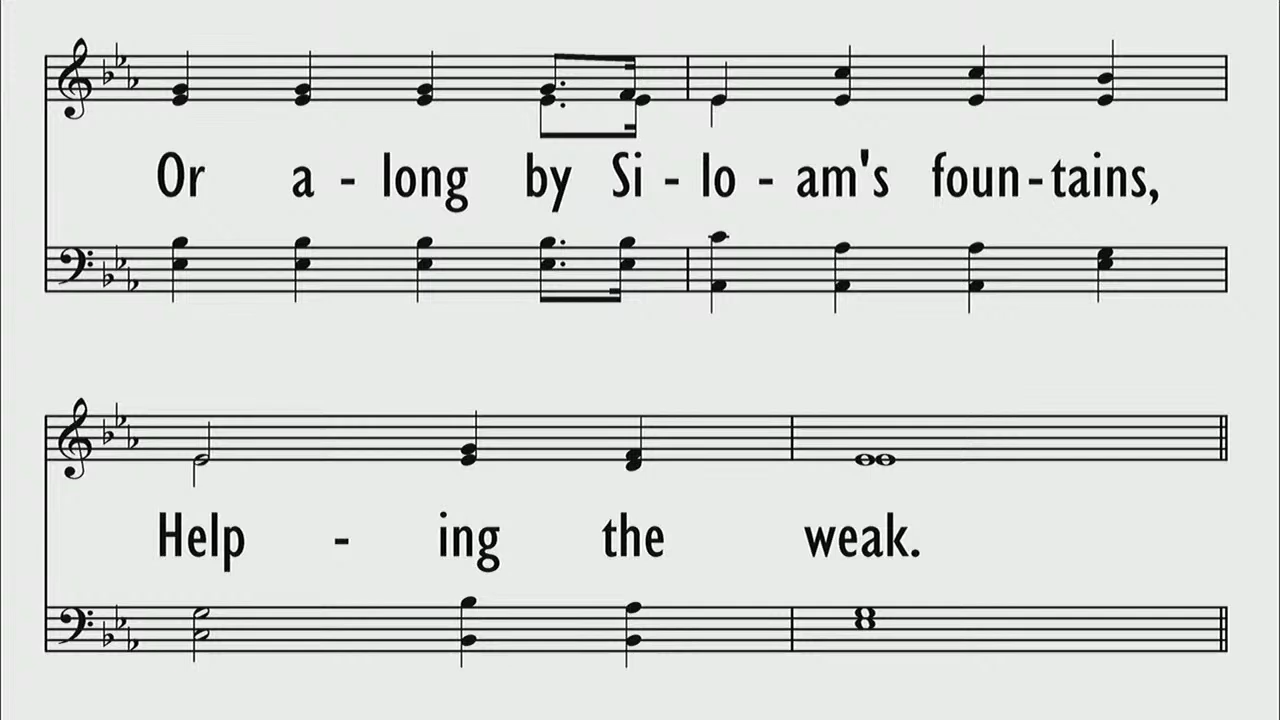 Or a - long by Si - lo - am's foun - tains,
Help - ing the weak.